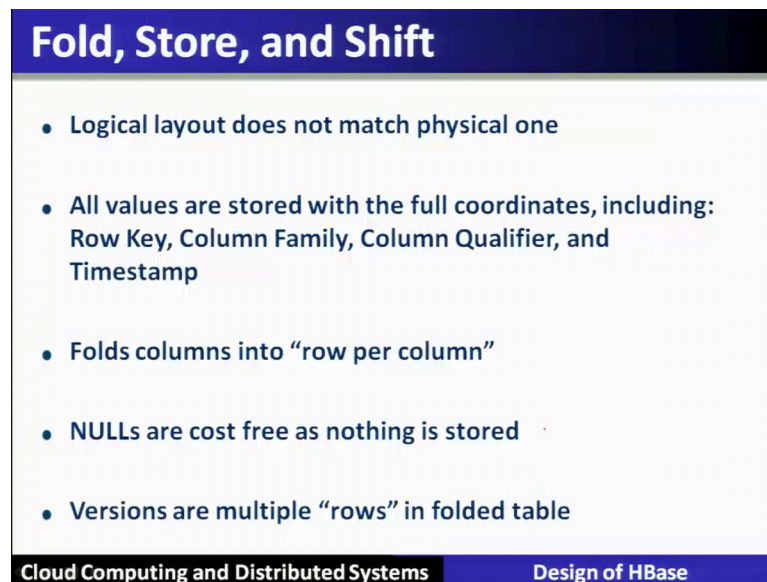 Fold, Store, and Shift
• Logical layout does not match physical one
• All values are stored with the full coordinates, including:
Row Key, Column Family, Column Qualifier, and
Timestamp
• Folds columns into “row per column”
• NULLs are cost free as nothing is stored
• Versions are multiple “rows” in folded table
Cloud Computing and Distributed Systems
Design of HBase